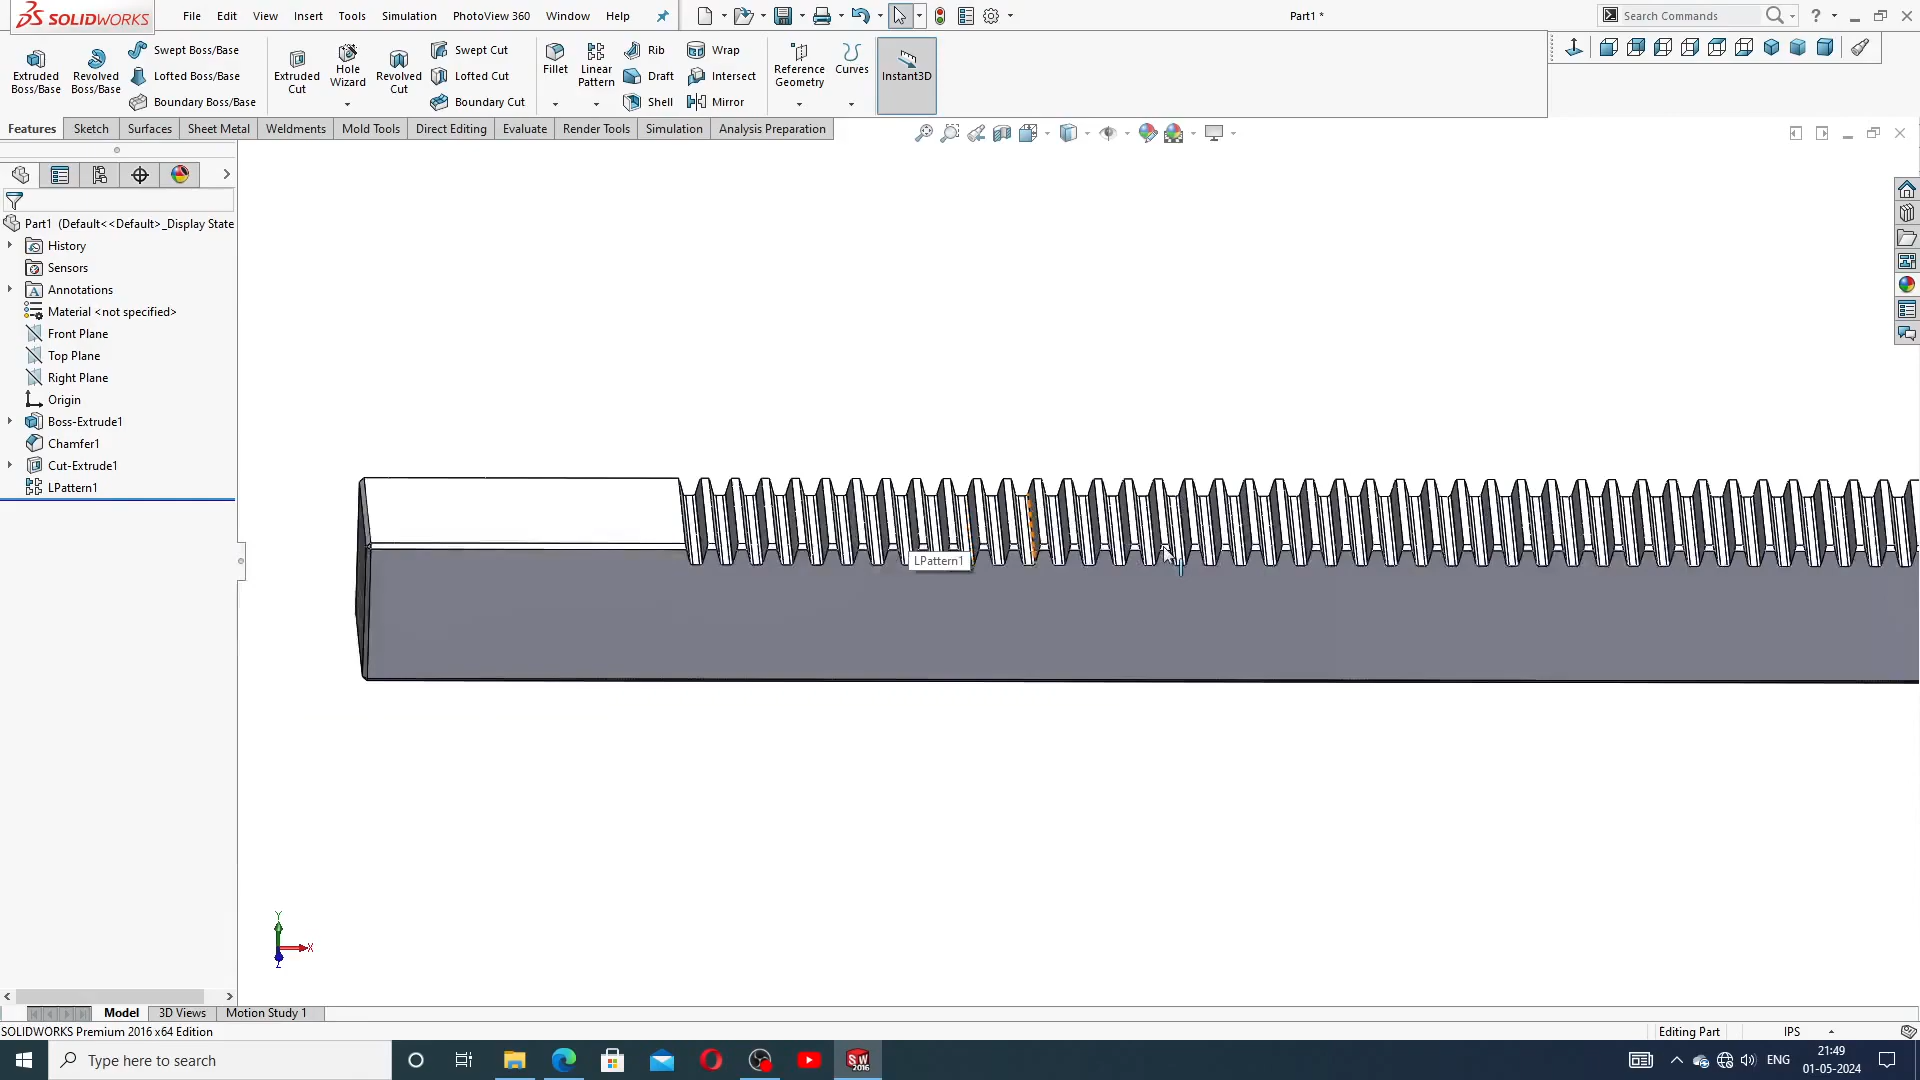 SOLIDWORKS
File Edit View Insert Tools Simulation PhotoView 360 Window Help
Part1 *
Search Commands
Extruded Boss/Base
Revolved Boss/Base
Swept Boss/Base
Lofted Boss/Base
Boundary Boss/Base
Extruded Cut
Hole Wizard
Revolved Cut
Swept Cut
Lofted Cut
Boundary Cut
Fillet
Linear Pattern
Rib
Draft
Shell
Wrap
Intersect
Mirror
Reference Geometry
Curves
Instant3D
Features Sketch Surfaces Sheet Metal Weldments Mold Tools Direct Editing Evaluate Render Tools Simulation Analysis Preparation
Part1 (Default<<Default>_Display State
History
Sensors
Annotations
Material <not specified>
Front Plane
Top Plane
Right Plane
Origin
Boss-Extrude1
Chamfer1
Cut-Extrude1
LPattern1
LPattern1
Y
X
Z
Model 3D Views Motion Study 1
SOLIDWORKS Premium 2016 x64 Edition
Editing Part
IPS
Type here to search
SW
2016
ENG
21:49
01-05-2024